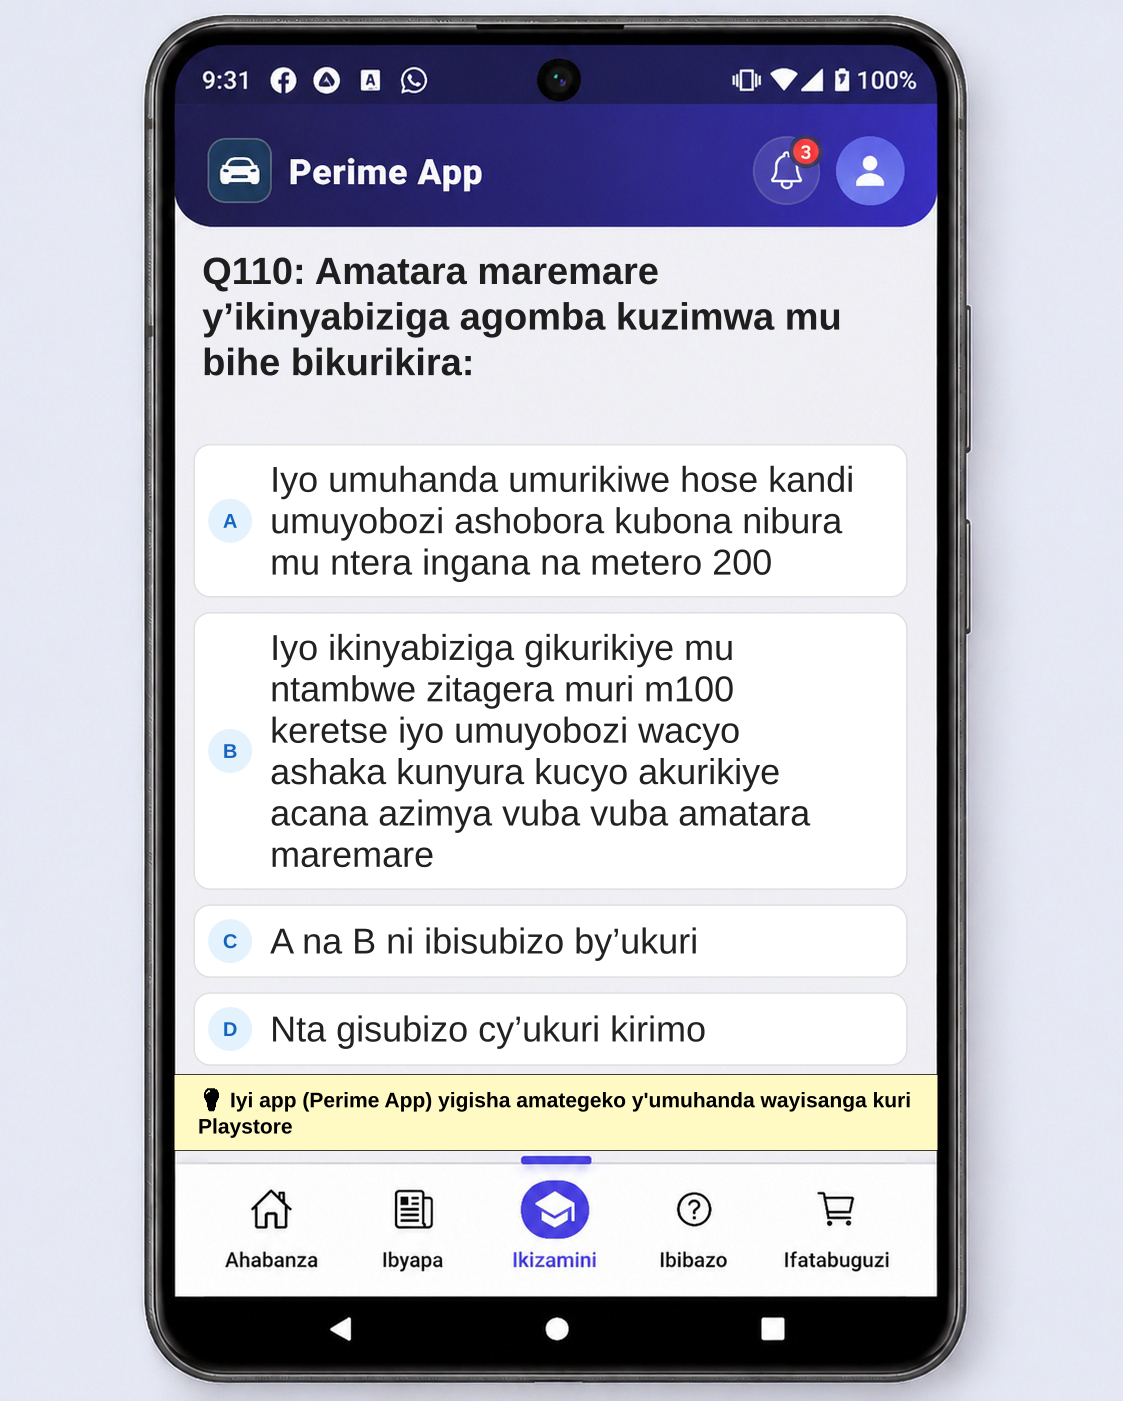 9:31
100%
Perime App
3
Q110: Amatara maremare
y’ikinyabiziga agomba kuzimwa mu
bihe bikurikira:
A
Iyo umuhanda umurikiwe hose kandi
umuyobozi ashobora kubona nibura
mu ntera ingana na metero 200
B
Iyo ikinyabiziga gikurikiye mu
ntambwe zitagera muri m100
keretse iyo umuyobozi wacyo
ashaka kunyura kucyo akurikiye
acana azimya vuba vuba amatara
maremare
C
A na B ni ibisubizo by’ukuri
D
Nta gisubizo cy’ukuri kirimo
Iyi app (Perime App) yigisha amategeko y'umuhanda wayisanga kuri
Playstore
Ahabanza
Ibyapa
Ikizamini
Ibibazo
Ifatabuguzi